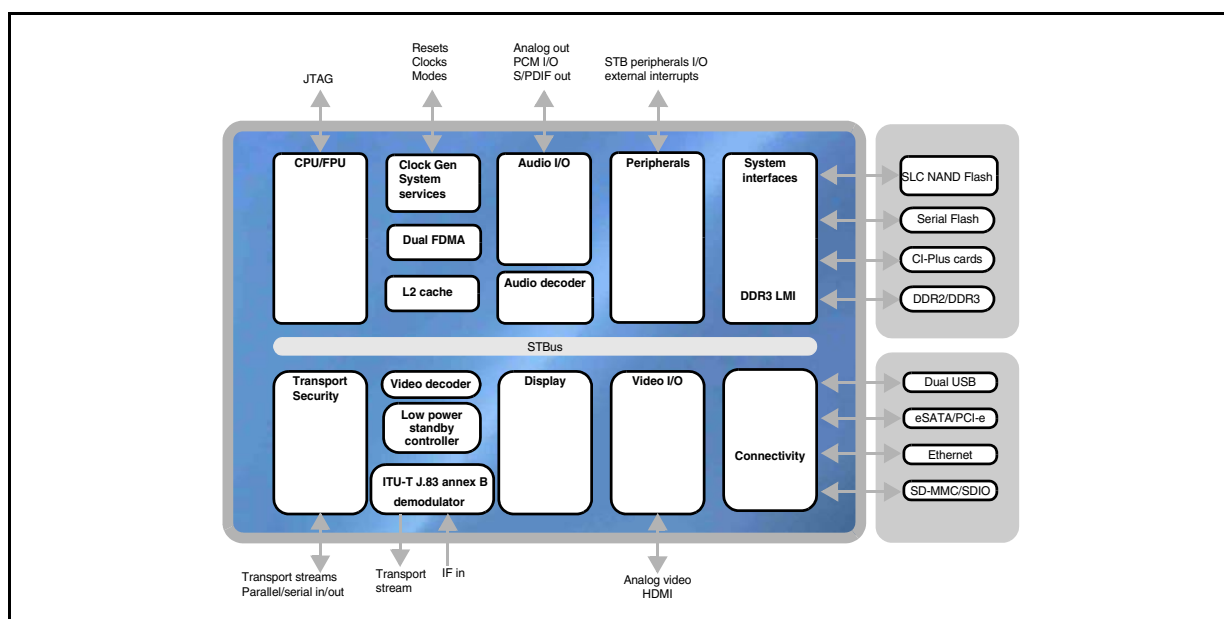 JTAG
Resets
Clocks
Modes
Analog out
PCM I/O
S/PDIF out
STB peripherals I/O
external interrupts
CPU/FPU
Clock Gen
System
services
Dual FDMA
L2 cache
Audio I/O
Audio decoder
Peripherals
System
interfaces
DDR3 LMI
SLC NAND Flash
Serial Flash
CI-Plus cards
DDR2/DDR3
STBus
Transport
Security
Video decoder
Low power
standby
controller
ITU-T J.83 annex B
demodulator
Display
Video I/O
Connectivity
Dual USB
eSATA/PCI-e
Ethernet
SD-MMC/SDIO
Transport streams
Parallel/serial in/out
Transport
stream
IF in
Analog video
HDMI